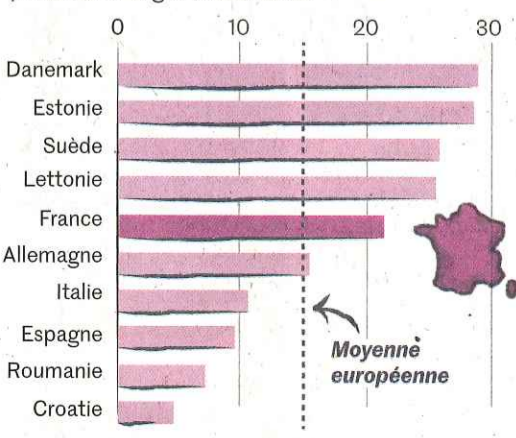 0 10 20 30
Danemark
Estonie
Suède
Lettonie
France
Allemagne
Italie
Espagne
Roumanie
Croatie
Moyenne
européenne